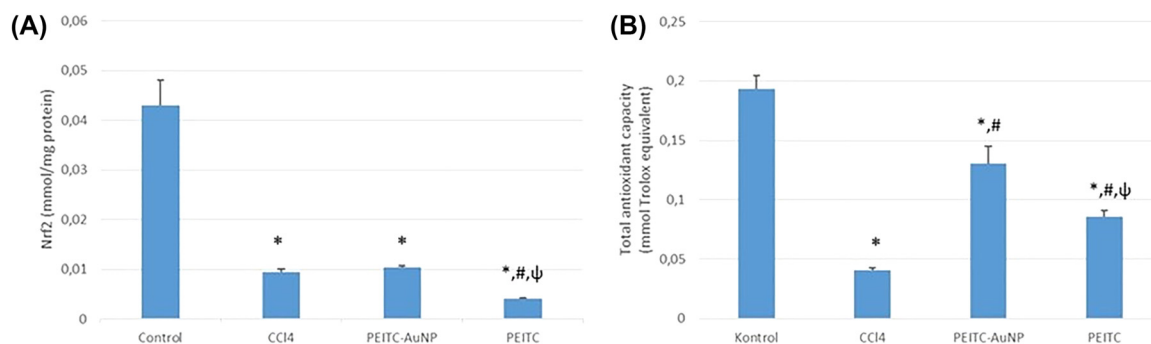 (A)
0,06
0,05
0,04
0,03
0,02
0,01
0
Nrf2 (mmol/mg protein)
*
*
*,#,ψ
Control CCl4 PEITC-AuNP PEITC
(B)
0,25
0,2
0,15
0,1
0,05
0
Total antioxidant capacity
(mmol Trolox equivalent)
*
*,#
*,#,ψ
Kontrol CCl4 PEITC-AuNP PEITC